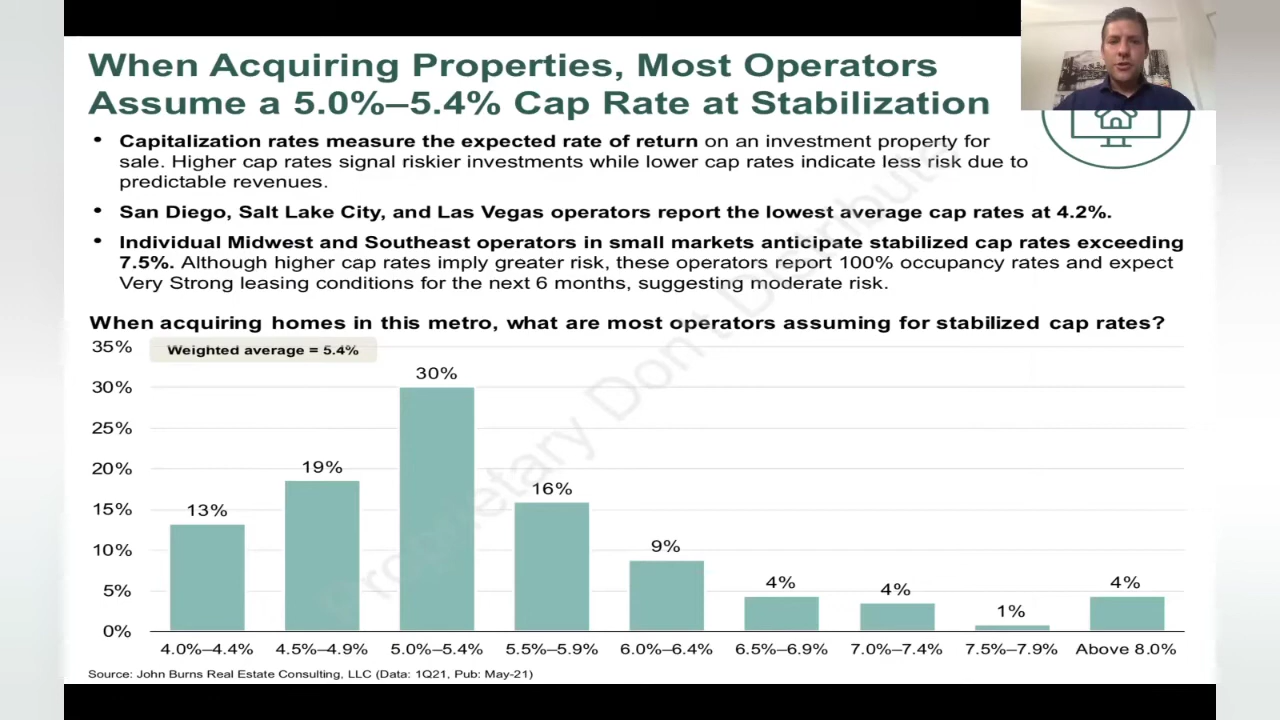 When Acquiring Properties, Most Operators
Assume a 5.0%–5.4% Cap Rate at Stabilization
• Capitalization rates measure the expected rate of return on an investment property for
sale. Higher cap rates signal riskier investments while lower cap rates indicate less risk due to
predictable revenues.
• San Diego, Salt Lake City, and Las Vegas operators report the lowest average cap rates at 4.2%.
• Individual Midwest and Southeast operators in small markets anticipate stabilized cap rates exceeding
7.5%. Although higher cap rates imply greater risk, these operators report 100% occupancy rates and expect
Very Strong leasing conditions for the next 6 months, suggesting moderate risk.
When acquiring homes in this metro, what are most operators assuming for stabilized cap rates?
35%
Weighted average = 5.4%
30%
25%
20%
15%
10%
5%
0%
13%
19%
30%
16%
9%
4%
4%
1%
4%
4.0%–4.4%
4.5%–4.9%
5.0%–5.4%
5.5%–5.9%
6.0%–6.4%
6.5%–6.9%
7.0%–7.4%
7.5%–7.9%
Above 8.0%
Source: John Burns Real Estate Consulting, LLC (Data: 1Q21, Pub: May-21)
Proprietary Don't Distribute